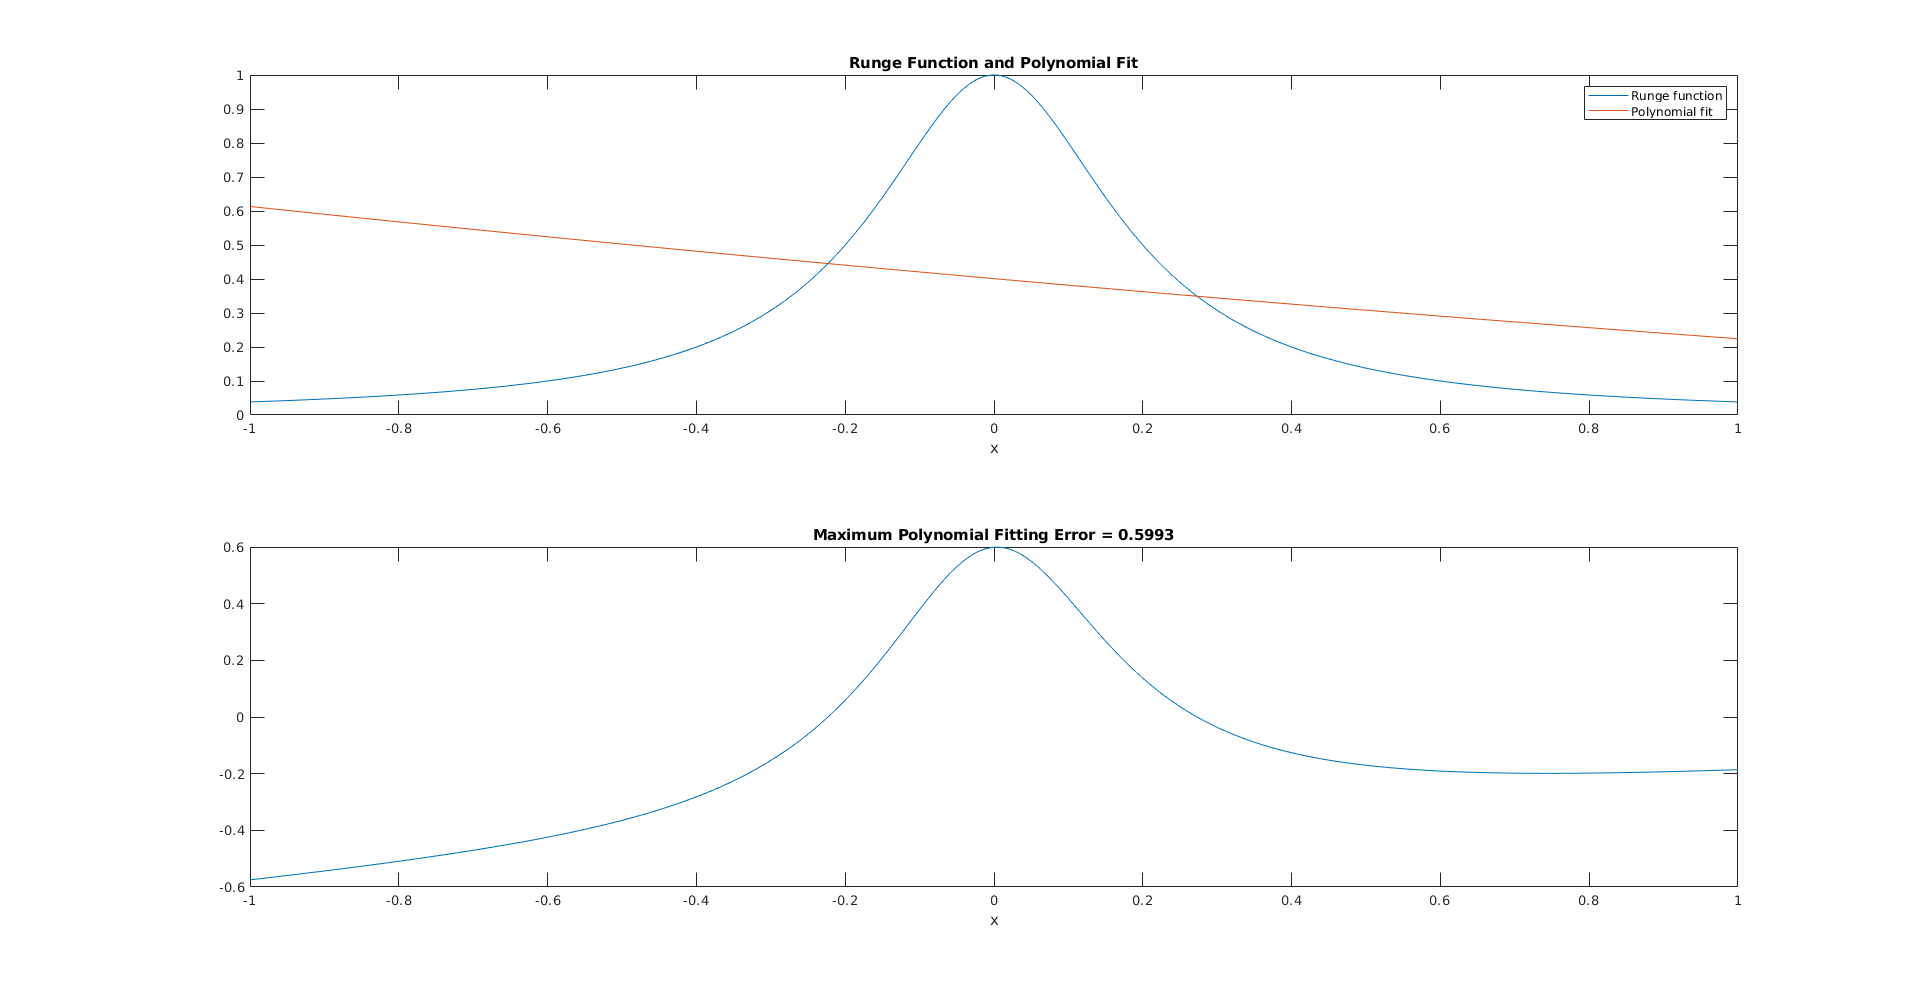 Runge Function and Polynomial Fit
Runge function
Polynomial fit
1
0.9
0.8
0.7
0.6
0.5
0.4
0.3
0.2
0.1
0
-1 -0.8 -0.6 -0.4 -0.2 0 0.2 0.4 0.6 0.8 1
x
Maximum Polynomial Fitting Error = 0.5993
0.6
0.4
0.2
0
-0.2
-0.4
-0.6
-1 -0.8 -0.6 -0.4 -0.2 0 0.2 0.4 0.6 0.8 1
x